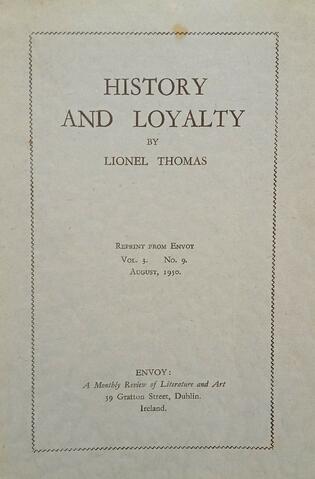 HISTORY
AND LOYALTY
BY
LIONEL THOMAS
REPRINT FROM ENVOY
VOL. 3. NO. 9.
AUGUST, 1950.
ENVOY:
A Monthly Review of Literature and Art
39 Grafton Street, Dublin.
Ireland.